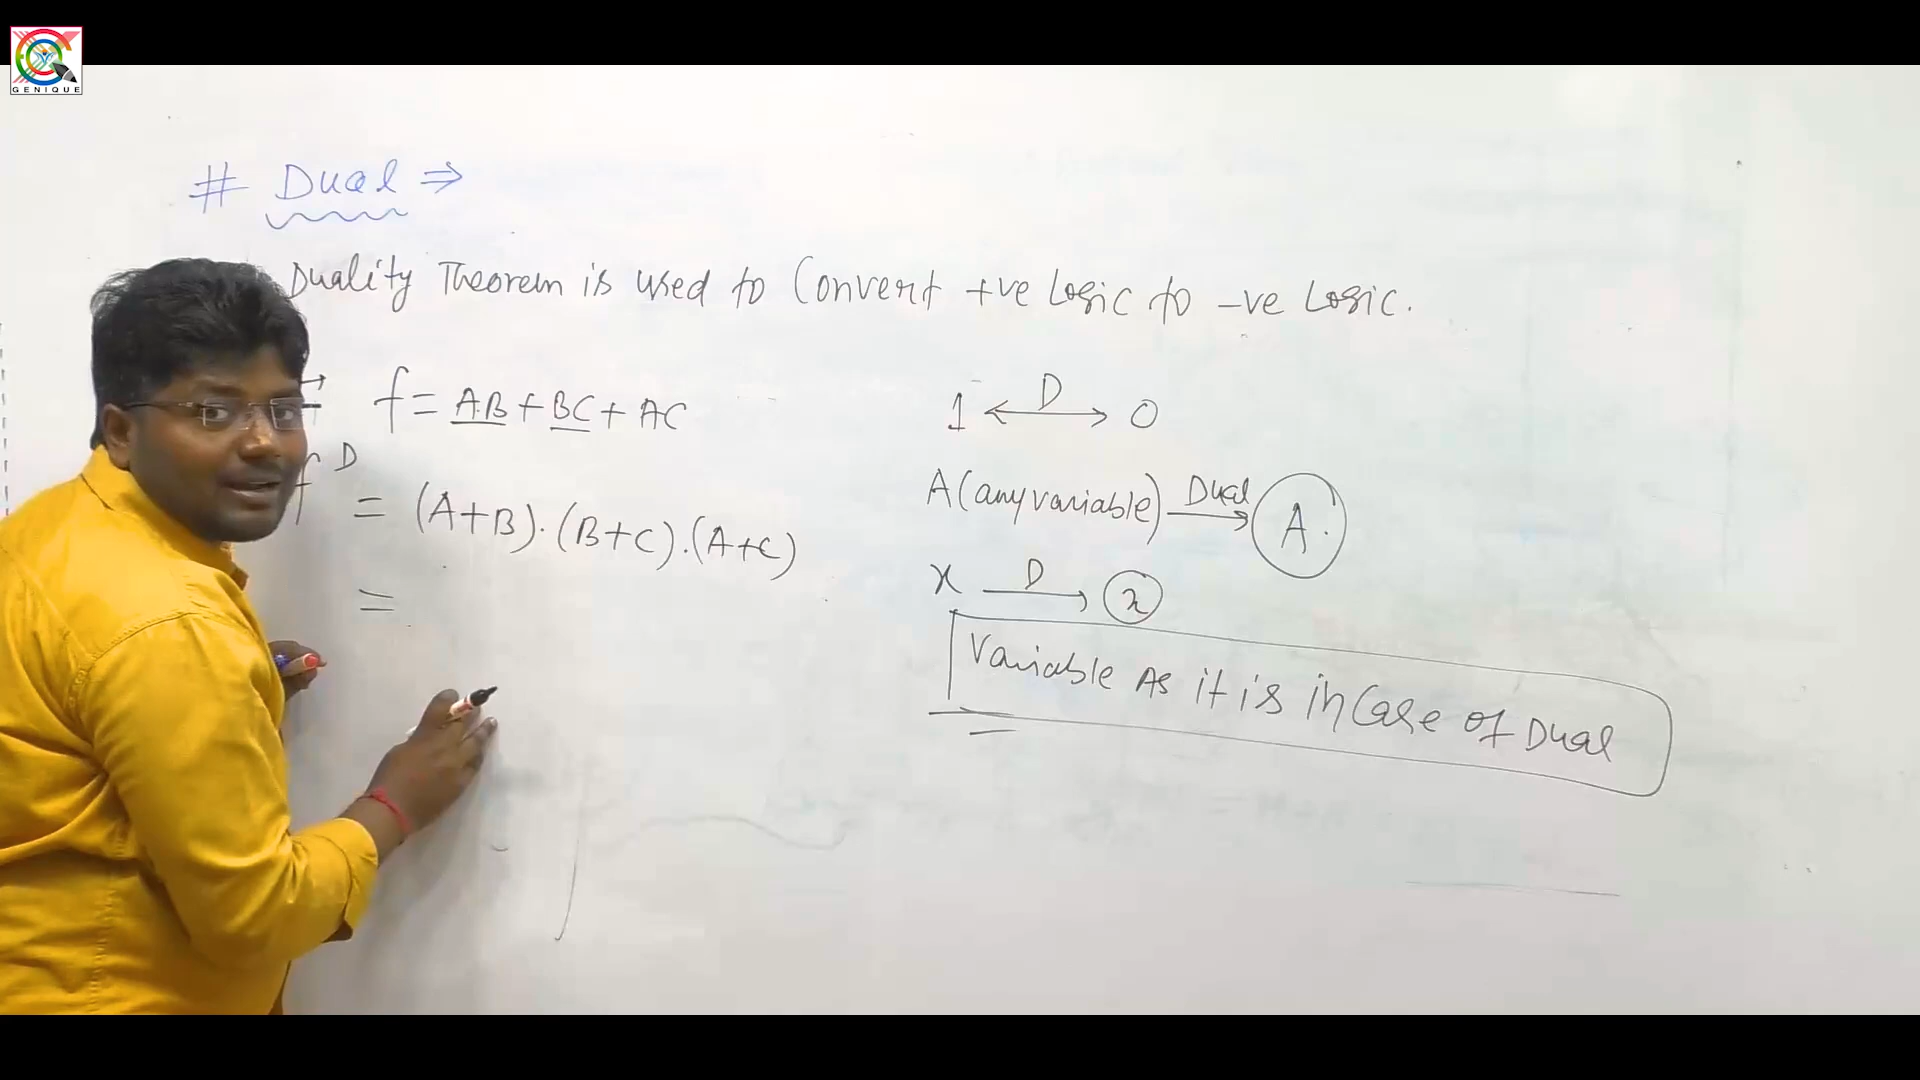 GENIQUE
# Dual ⇒
Duality Theorem is used to Convert +ve Logic to -ve Logic.
f = A.B + BC + AC
f^D = (A+B).(B+C).(A+C)
=
1 ←D→ 0
A (any variable) Dual→ A.
x D→ x
Variable As it is in Case of Dual